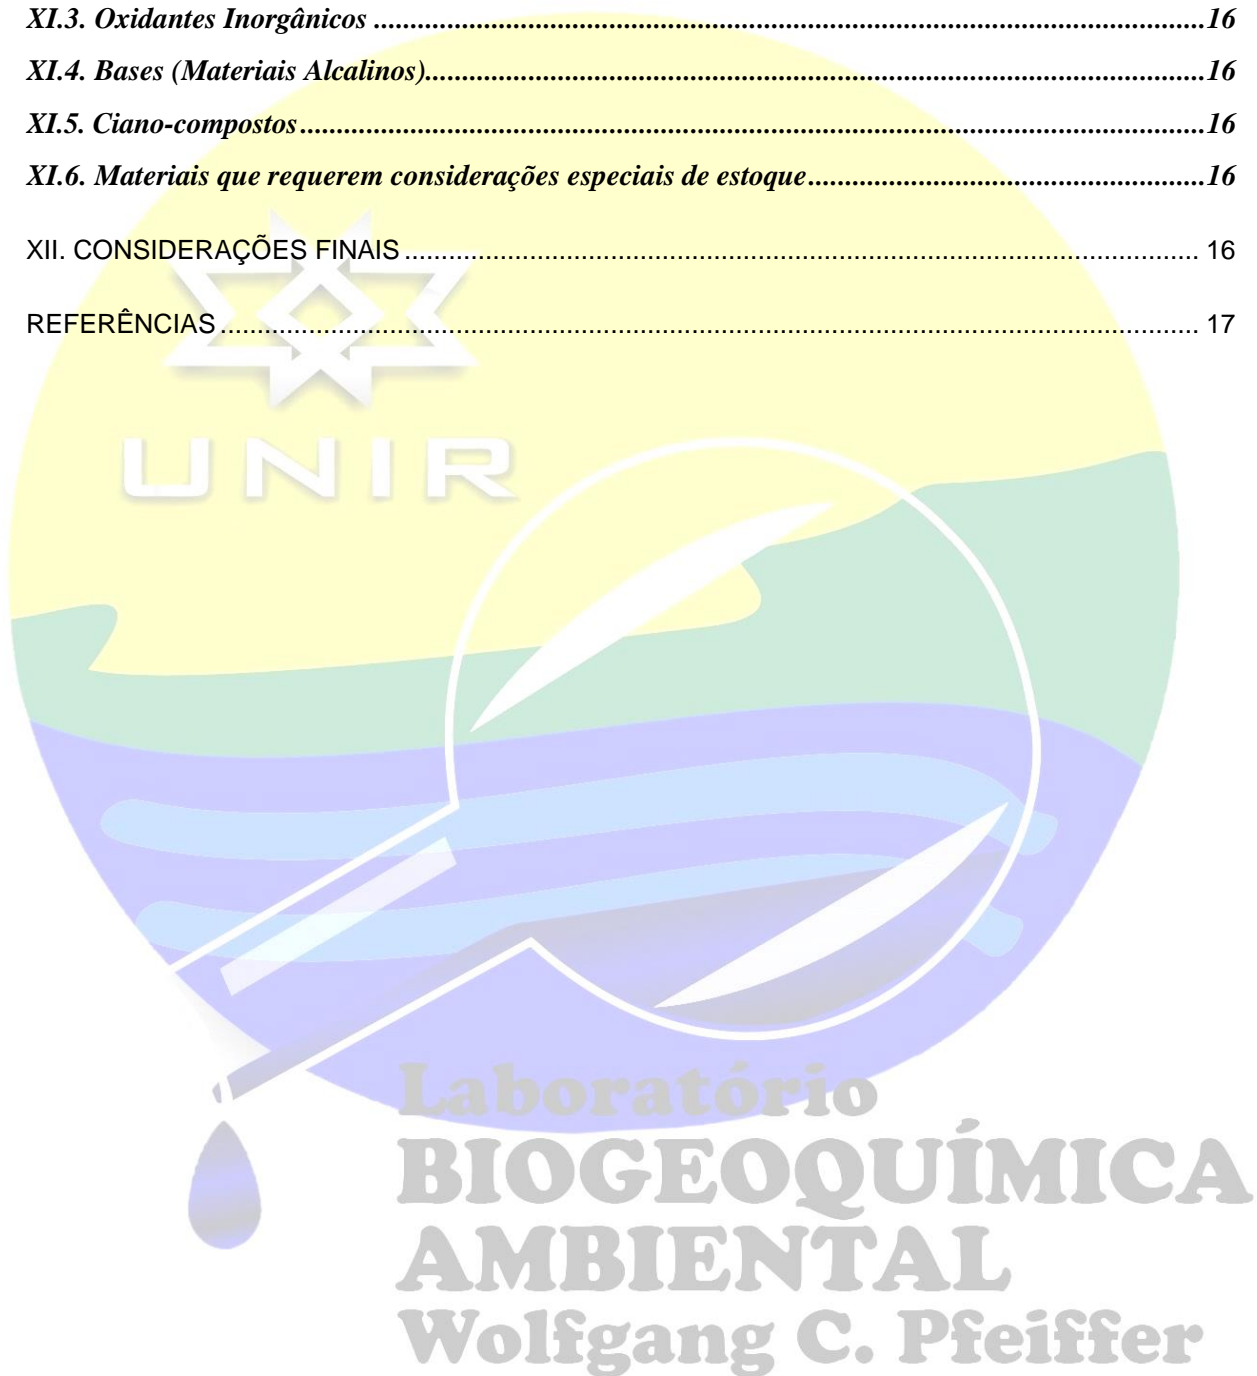 XI.3. Oxidantes Inorgânicos ........................................................................................................16
XI.4. Bases (Materiais Alcalinos)........................................................................................................16
XI.5. Ciano-compostos ........................................................................................................16
XI.6. Materiais que requerem considerações especiais de estoque........................................................16
XII. CONSIDERAÇÕES FINAIS ........................................................................................................ 16
REFERÊNCIAS ........................................................................................................ 17
UNIR
Laboratório
BIOGEOQUÍMICA
AMBIENTAL
Wolfgang C. Pfeiffer